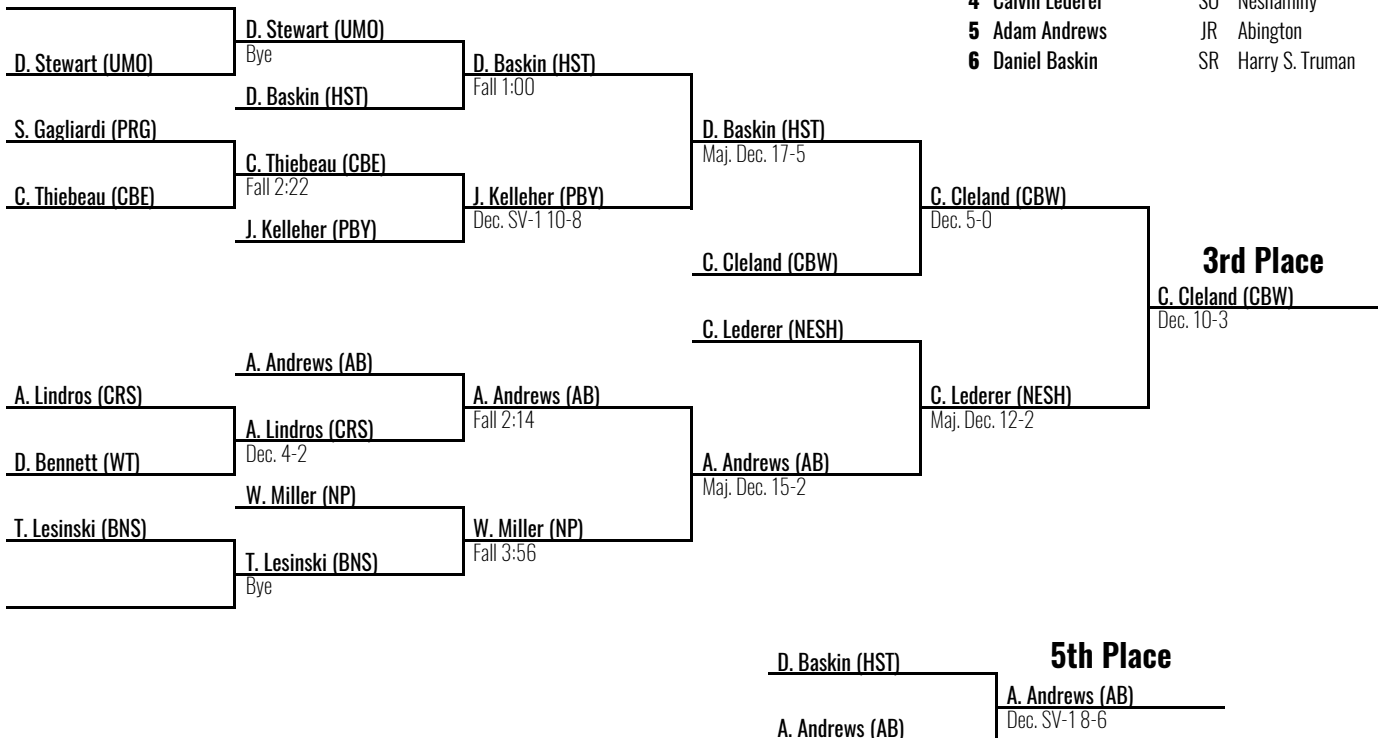 4 Calvin Lederer SO Neshaminy
5 Adam Andrews JR Abington
6 Daniel Baskin SR Harry S. Truman
D. Stewart (UMO)
D. Stewart (UMO)
Bye
D. Baskin (HST)
D. Baskin (HST)
Fall 1:00
S. Gagliardi (PRG)
C. Thiebeau (CBE)
C. Thiebeau (CBE)
Fall 2:22
J. Kelleher (PBY)
J. Kelleher (PBY)
Dec. SV-1 10-8
D. Baskin (HST)
Maj. Dec. 17-5
C. Cleland (CBW)
C. Cleland (CBW)
Dec. 5-0
3rd Place
C. Cleland (CBW)
Dec. 10-3
C. Lederer (NESH)
A. Andrews (AB)
A. Lindros (CRS)
A. Lindros (CRS)
Dec. 4-2
D. Bennett (WT)
A. Andrews (AB)
Fall 2:14
C. Lederer (NESH)
Maj. Dec. 12-2
A. Andrews (AB)
Maj. Dec. 15-2
W. Miller (NP)
T. Lesinski (BNS)
T. Lesinski (BNS)
Bye
W. Miller (NP)
Fall 3:56
5th Place
D. Baskin (HST)
A. Andrews (AB)
Dec. SV-1 8-6
A. Andrews (AB)